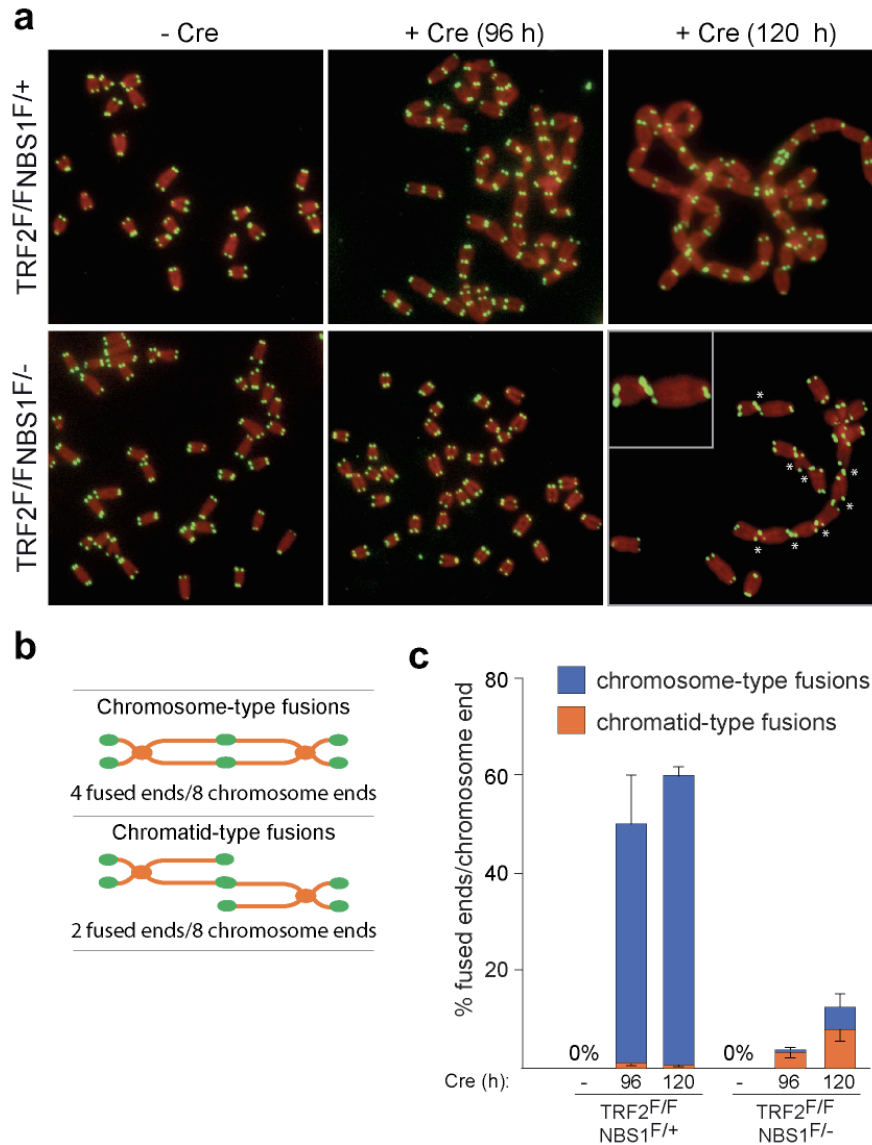 a
- Cre
+ Cre (96 h)
+ Cre (120 h)
TRF2F/FNBS1F/+
TRF2F/FNBS1F/-
*
*
*
*
*
*
*
*
b
Chromosome-type fusions
4 fused ends/8 chromosome ends
Chromatid-type fusions
2 fused ends/8 chromosome ends
c
chromosome-type fusions
chromatid-type fusions
% fused ends/chromosome end
80
60
40
20
0%
0%
Cre (h):
-
96
120
-
96
120
TRF2F/F
NBS1F/+
TRF2F/F
NBS1F/-